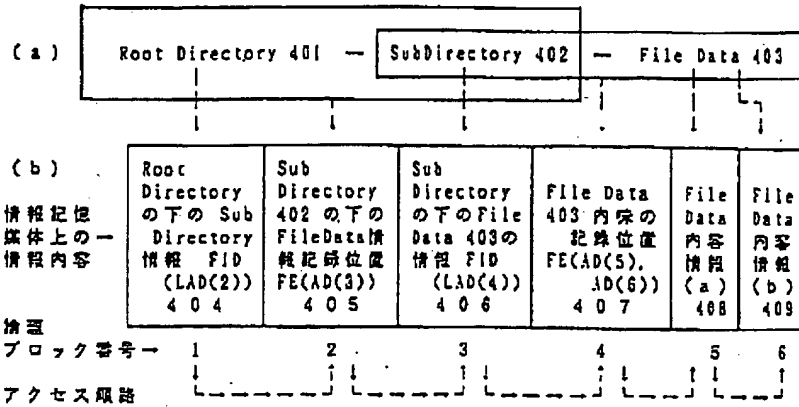 (a) Root Directory 401 — SubDirectory 402 — File Data 403
(b)
情報記憶
媒体上の
情報内容
Root
Directory
の下の Sub
Directory
情報 FID
(LAD(2))
404
Sub
Directory
402 の下の
FileData情
報記録位置
FE(AD(3))
405
Sub
Directory
の下のFile
Data 403の
情報 FID
(LAD(4))
406
File Data
403 内容の
記録位置
FE(AD(5),
AD(6))
407
File
Data
内容
情報
(a)
408
File
Data
内容
情報
(b)
409
情報
ブロック番号→ 1 2 3 4 5 6
アクセス経路